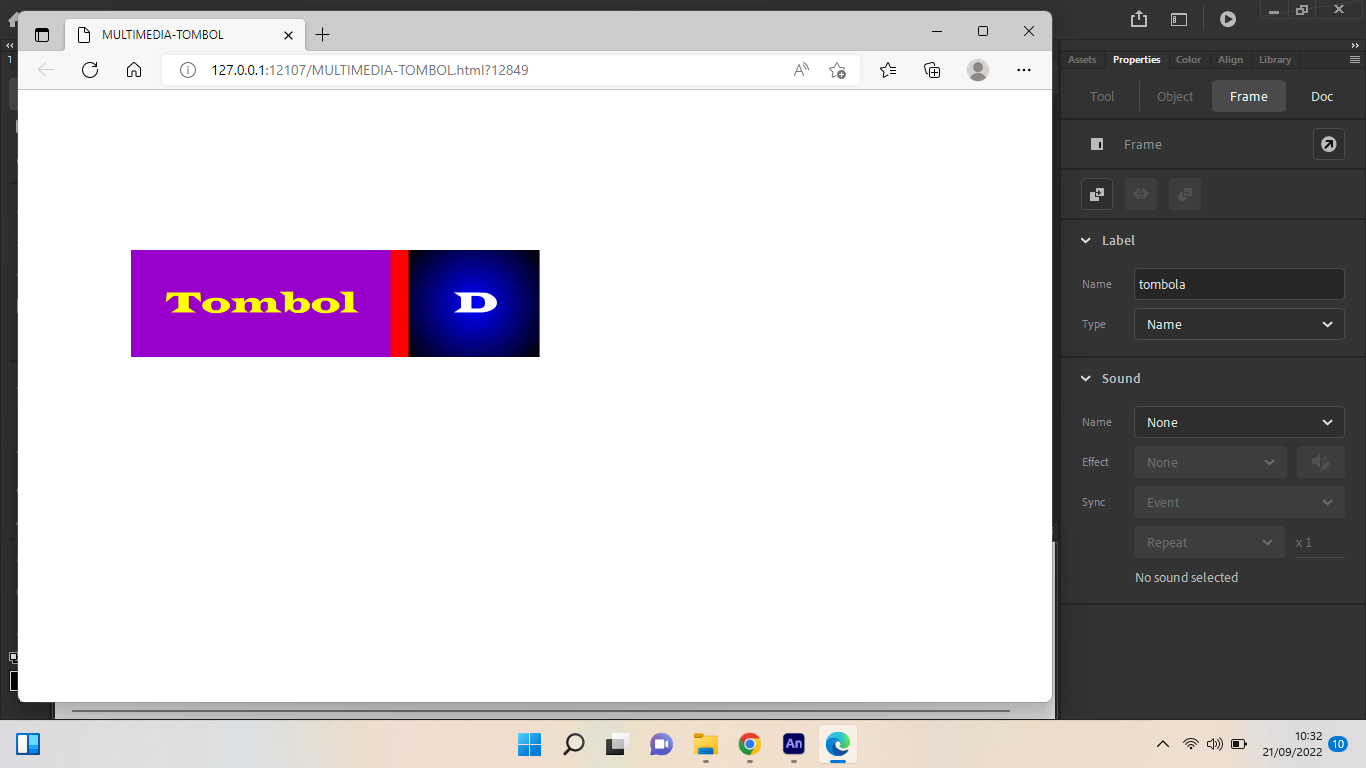 MULTIMEDIA-TOMBOL
127.0.0.1:12107/MULTIMEDIA-TOMBOL.html?12849
Tombol
D
1
Assets Properties Color Align Library
Tool Object Frame Doc
Frame
Label
Name tombola
Type Name
Sound
Name None
Effect None
Sync Event
Repeat x 1
No sound selected
An
10:32
21/09/2022
10